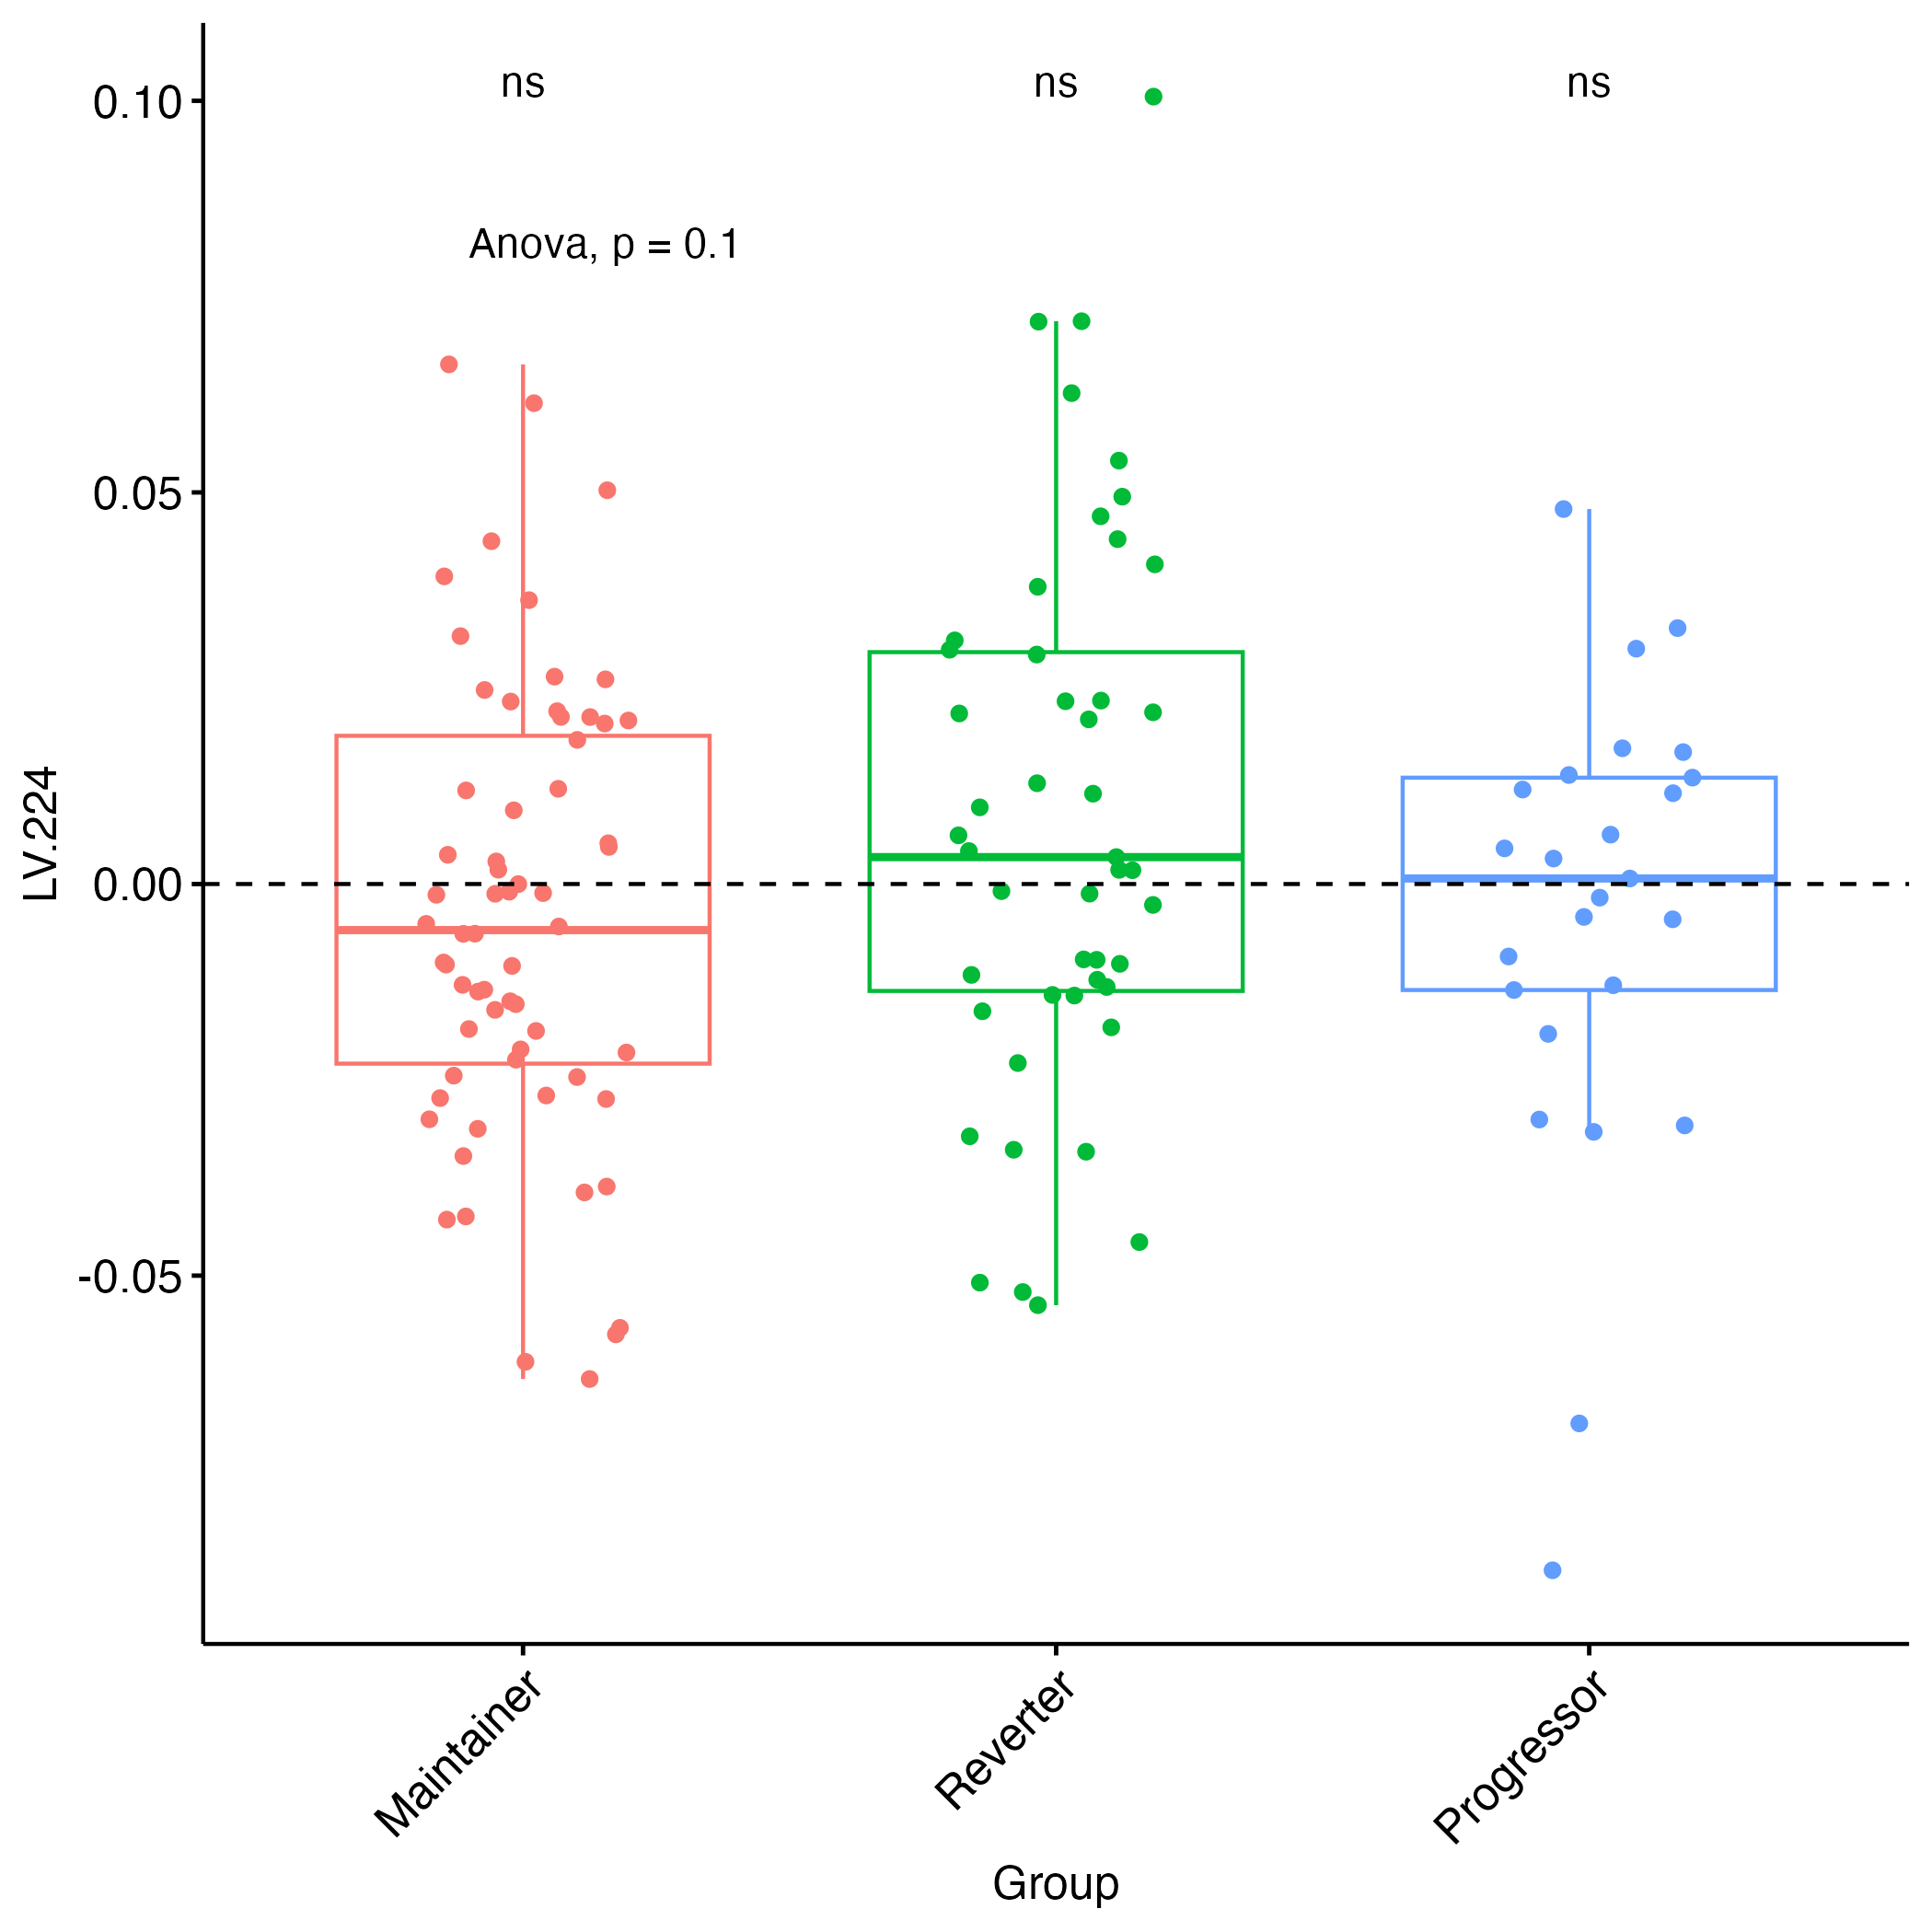 ns ns ns
Anova, p = 0.1
0.10
0.05
0.00
-0.05
LV.224
Maintainer
Reverter
Progressor
Group